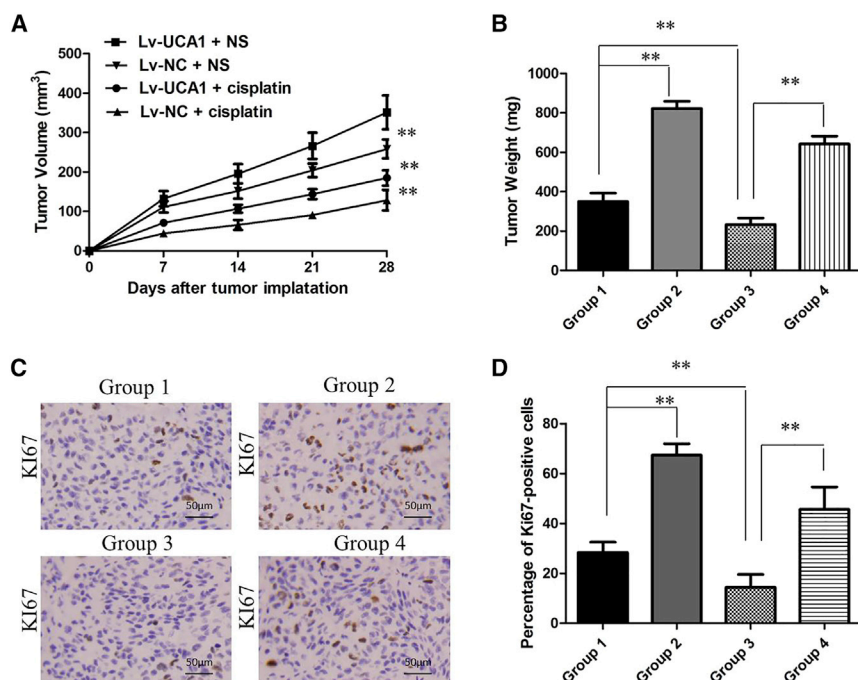 A
Lv-UCA1 + NS
Lv-NC + NS
Lv-UCA1 + cisplatin
Lv-NC + cisplatin
Tumor Volume (mm3)
500
400
300
200
100
0
**
**
**
0 7 14 21 28
Days after tumor implatation
B
**
**
**
Tumor Weight (mg)
1000
800
600
400
200
0
Group 1 Group 2 Group 3 Group 4
C
Group 1 Group 2
KI67 KI67
50μm 50μm
Group 3 Group 4
KI67 KI67
50μm 50μm
D
**
**
**
Percentage of Ki67-positive cells
80
60
40
20
0
Group 1 Group 2 Group 3 Group 4